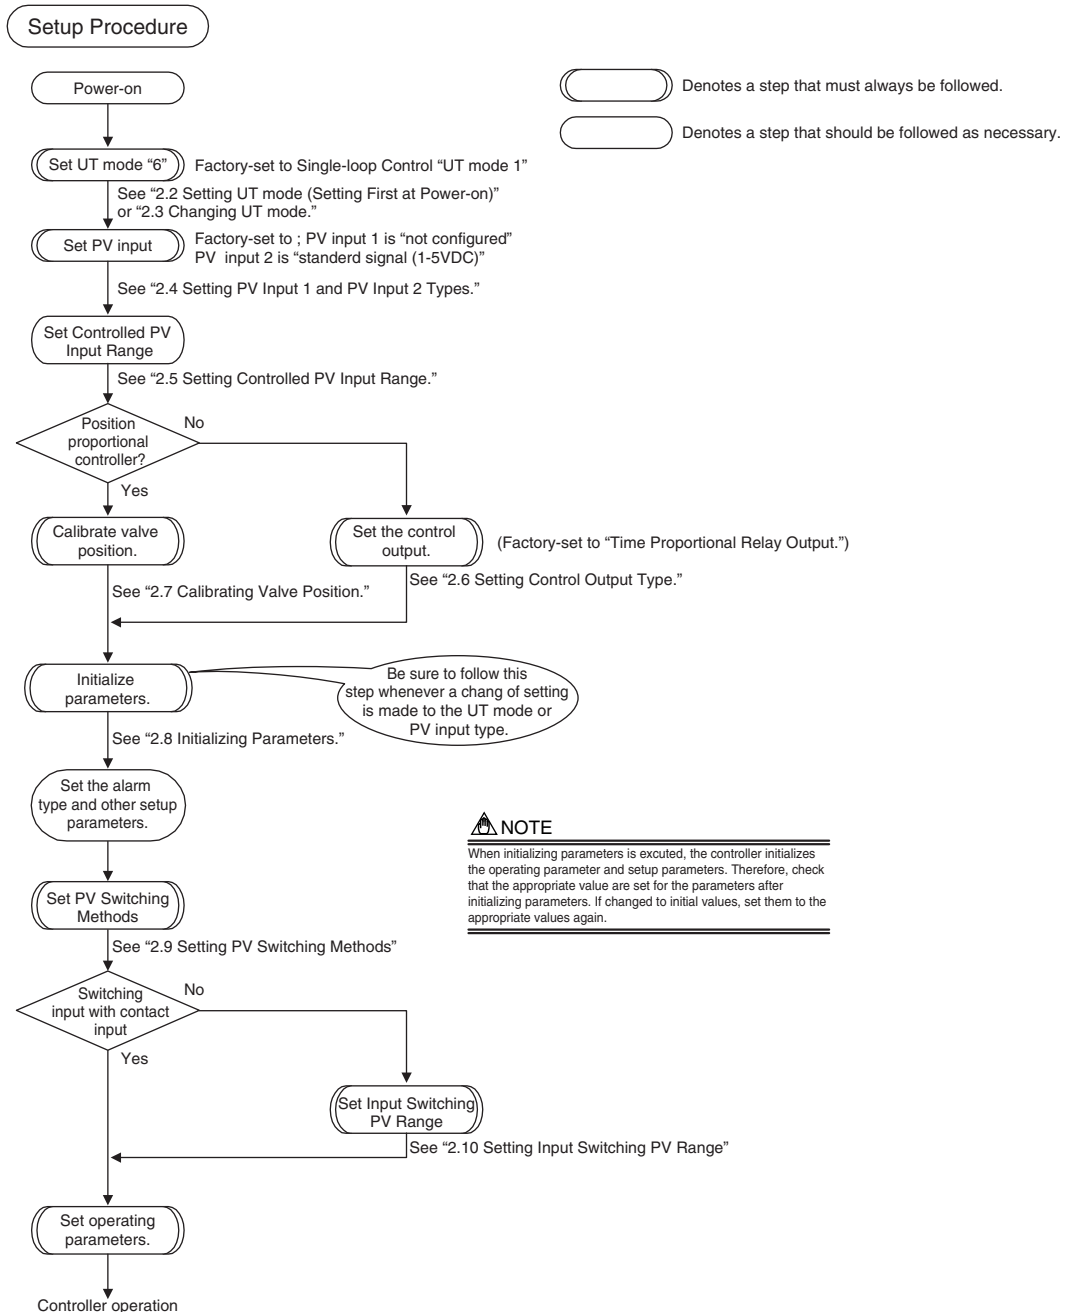 Setup Procedure
Power-on
Denotes a step that must always be followed.
Denotes a step that should be followed as necessary.
Set UT mode “6”
Factory-set to Single-loop Control “UT mode 1”
See “2.2 Setting UT mode (Setting First at Power-on)”
or “2.3 Changing UT mode.”
Set PV input
Factory-set to ; PV input 1 is “not configured”
PV input 2 is “standerd signal (1-5VDC)”
See “2.4 Setting PV Input 1 and PV Input 2 Types.”
Set Controlled PV
Input Range
See “2.5 Setting Controlled PV Input Range.”
Position
proportional
controller?
No
Yes
Calibrate valve
position.
Set the control
output.
(Factory-set to “Time Proportional Relay Output.”)
See “2.7 Calibrating Valve Position.”
See “2.6 Setting Control Output Type.”
Initialize
parameters.
Be sure to follow this
step whenever a chang of setting
is made to the UT mode or
PV input type.
See “2.8 Initializing Parameters.”
Set the alarm
type and other setup
parameters.
NOTE
When initializing parameters is excuted, the controller initializes
the operating parameter and setup parameters. Therefore, check
that the appropriate value are set for the parameters after
initializing parameters. If changed to initial values, set them to the
appropriate values again.
Set PV Switching
Methods
See “2.9 Setting PV Switching Methods”
Switching
input with contact
input
No
Yes
Set Input Switching
PV Range
See “2.10 Setting Input Switching PV Range”
Set operating
parameters.
Controller operation